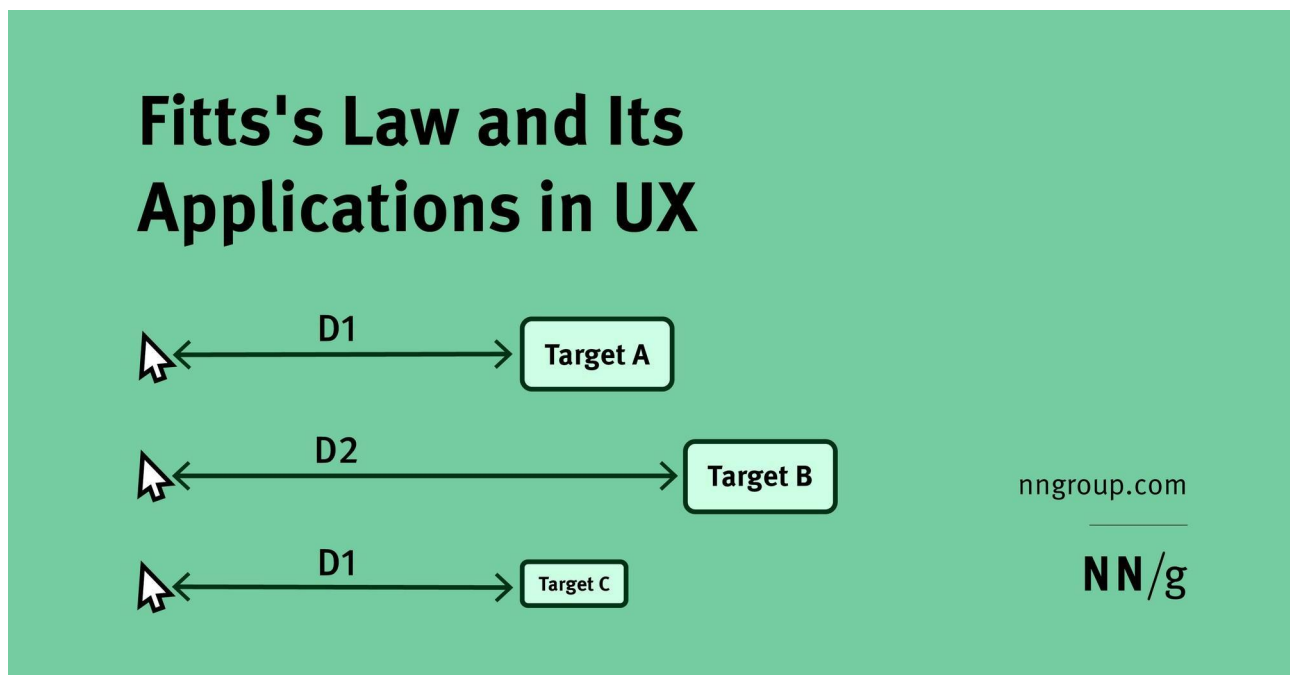 Fitts's Law and Its
Applications in UX
D1
Target A
D2
Target B
nngroup.com
D1
Target C
NN/g